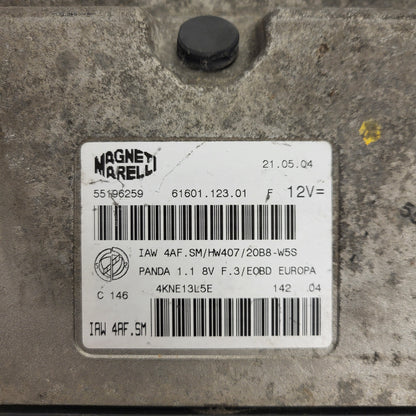 MAGNETI
MARELLI
21.05.04
55196259 61601.123.01 F 12V=
IAW 4AF.SM/HW407/20B8-W5S
PANDA 1.1 8V F.3/EOBD EUROPA
C 146 4KNE13L5E 142 04
IAW 4AF.SM